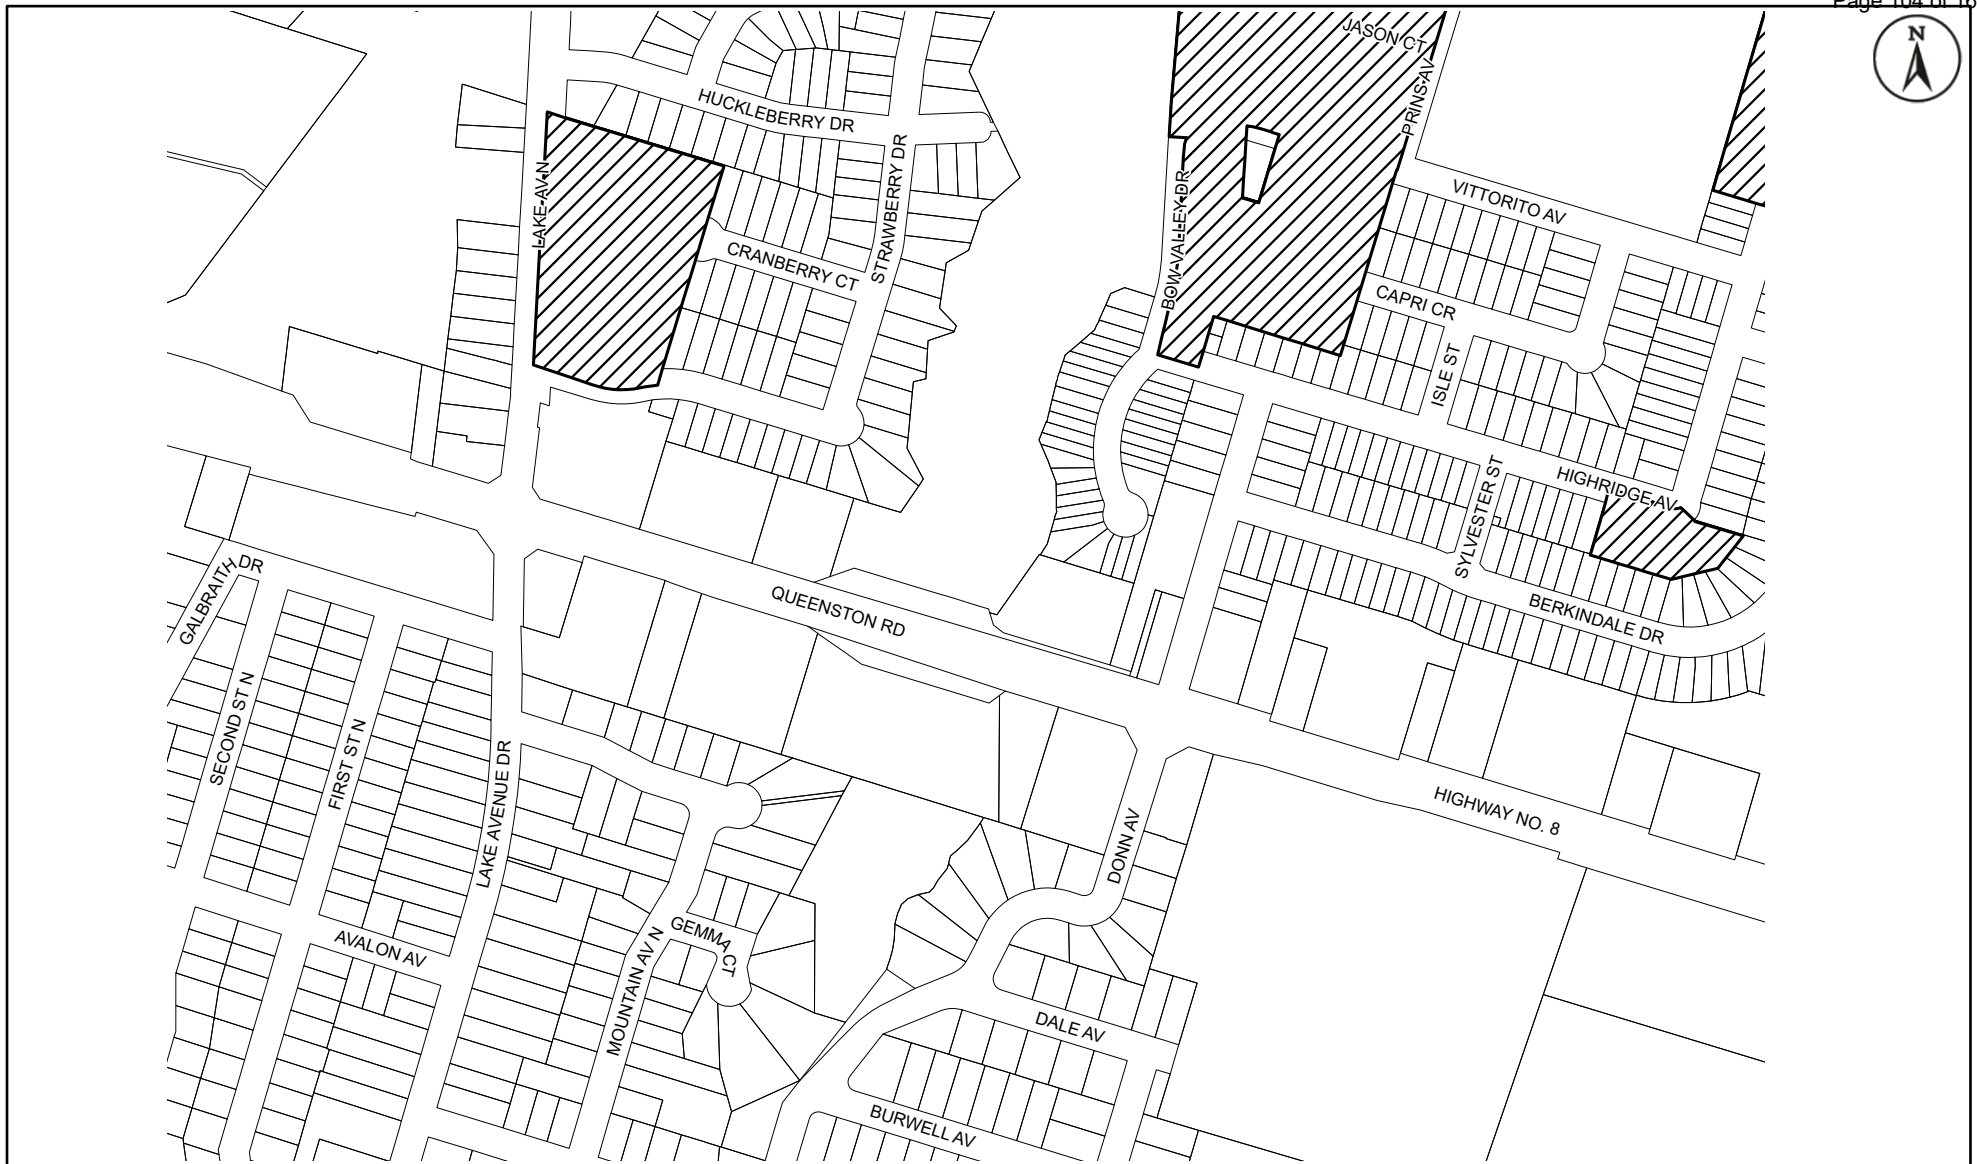 Page 104 of 16
N
JASON CT
PRINS AV
HUCKLEBERRY DR
STRAWBERRY DR
LAKE AV N
BOW VALLEY DR
VITTORITO AV
CRANBERRY CT
CAPRI CR
ISLE ST
HIGHRIDGE AV
SYLVESTER ST
GALBRAITH DR
QUEENSTON RD
BERKINDALE DR
SECOND ST N
FIRST ST N
LAKE AVENUE DR
HIGHWAY NO. 8
DONN AV
AVALON AV
GEMMA CT
MOUNTAIN AV N
DALE AV
BURWELL AV